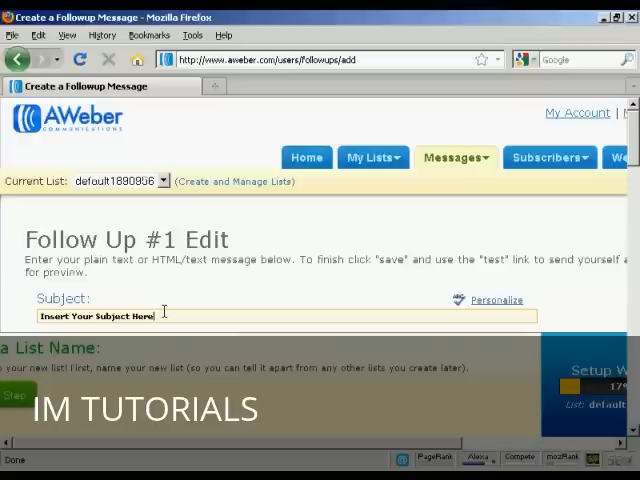 Create a Followup Message - Mozilla Firefox
File Edit View History Bookmarks Tools Help
http://www.aweber.com/users/followups/add
Google
Create a Followup Message
AWeber
COMMUNICATIONS
My Account
Home My Lists Messages Subscribers
Current List: default1890956 (Create and Manage Lists)
Follow Up #1 Edit
Enter your plain text or HTML/text message below. To finish click "save" and use the "test" link to send yourself a
for preview.
Subject: Personalize
Insert Your Subject Here
a List Name:
your new list! First, name your new list (so you can tell it apart from any other lists you create later).
Setup W
17%
Step
List: default
IM TUTORIALS
Done PageRank Alexa Compete mozRank